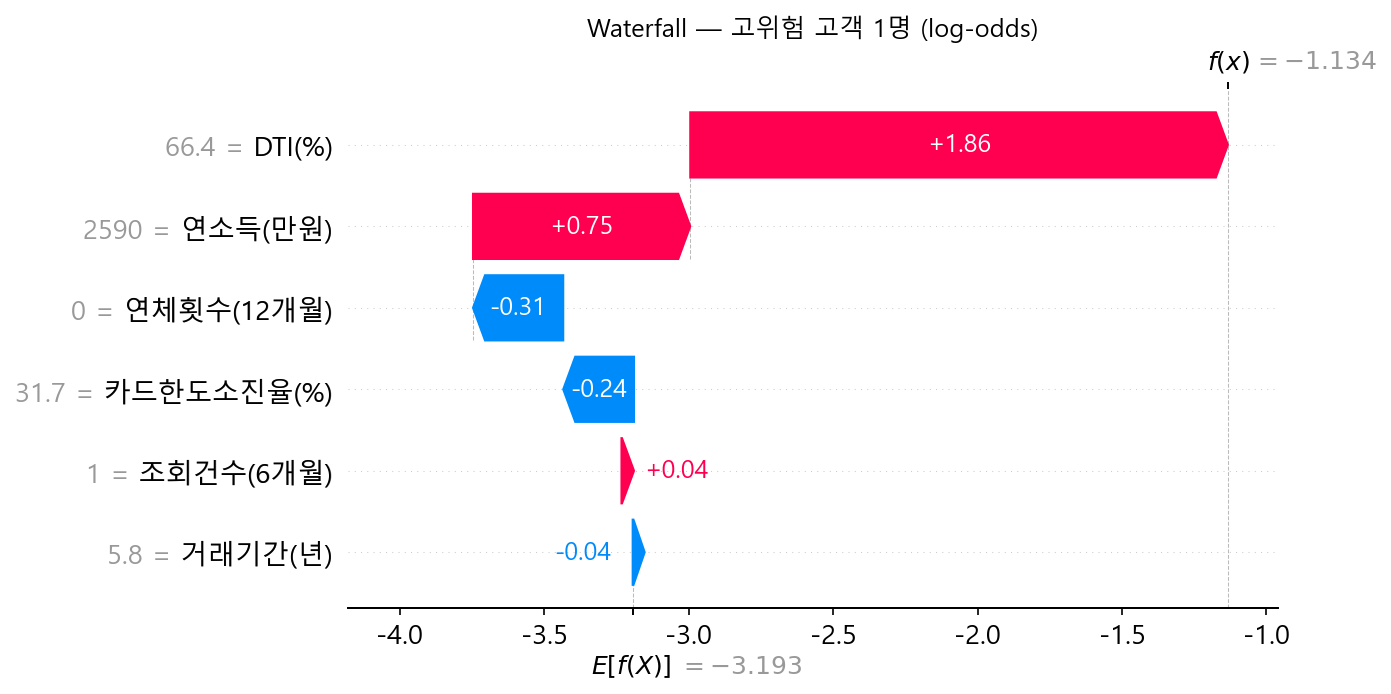 Waterfall — 고위험 고객 1명 (log-odds)
f(x) = −1.134
66.4 = DTI(%)
+1.86
2590 = 연소득(만원)
+0.75
0 = 연체횟수(12개월)
-0.31
31.7 = 카드한도소진율(%)
-0.24
1 = 조회건수(6개월)
+0.04
5.8 = 거래기간(년)
-0.04
-4.0 -3.5 -3.0 -2.5 -2.0 -1.5 -1.0
E[f(X)] = −3.193